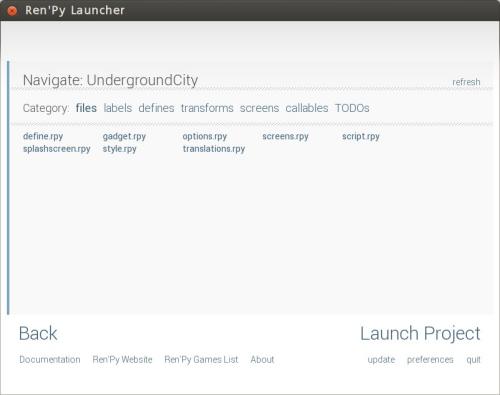 Ren'Py Launcher
Navigate: UndergroundCity
refresh
Category: files labels defines transforms screens callables TODOs
define.rpy gadget.rpy options.rpy screens.rpy script.rpy
splashscreen.rpy style.rpy translations.rpy
Back Launch Project
Documentation Ren'Py Website Ren'Py Games List About update preferences quit